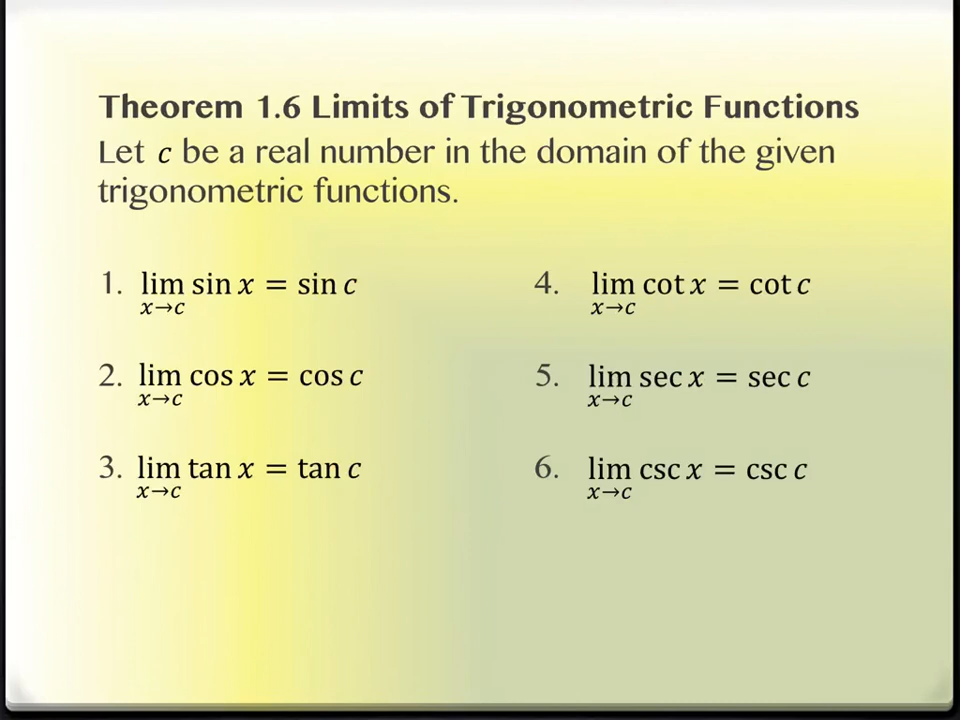 Theorem 1.6 Limits of Trigonometric Functions
Let c be a real number in the domain of the given
trigonometric functions.
1. lim sin x = sin c
x→c
2. lim cos x = cos c
x→c
3. lim tan x = tan c
x→c
4. lim cot x = cot c
x→c
5. lim sec x = sec c
x→c
6. lim csc x = csc c
x→c